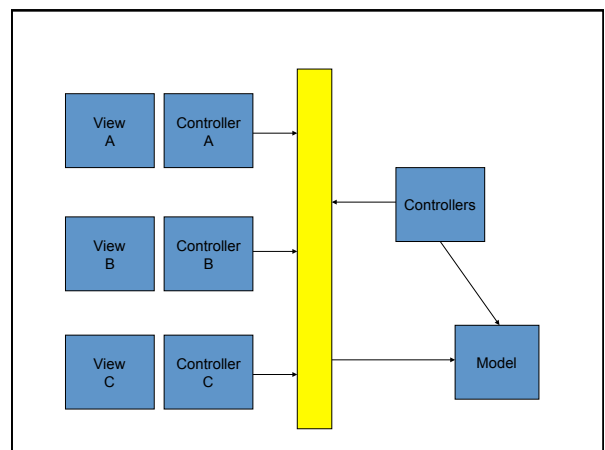 View
A
Controller
A
Controllers
View
B
Controller
B
View
C
Controller
C
Model